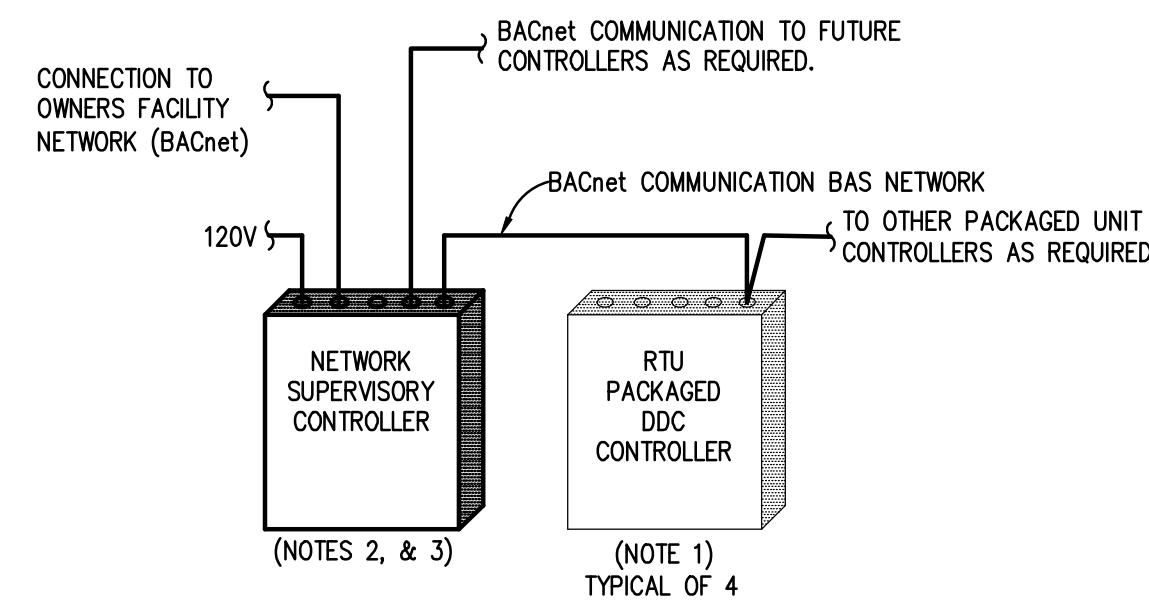 BACnet COMMUNICATION TO FUTURE
CONTROLLERS AS REQUIRED.
CONNECTION TO
OWNERS FACILITY
NETWORK (BACnet)
BACnet COMMUNICATION BAS NETWORK
120V
TO OTHER PACKAGED UNIT
CONTROLLERS AS REQUIRED
NETWORK
SUPERVISORY
CONTROLLER
(NOTES 2, & 3)
RTU
PACKAGED
DDC
CONTROLLER
(NOTE 1)
TYPICAL OF 4